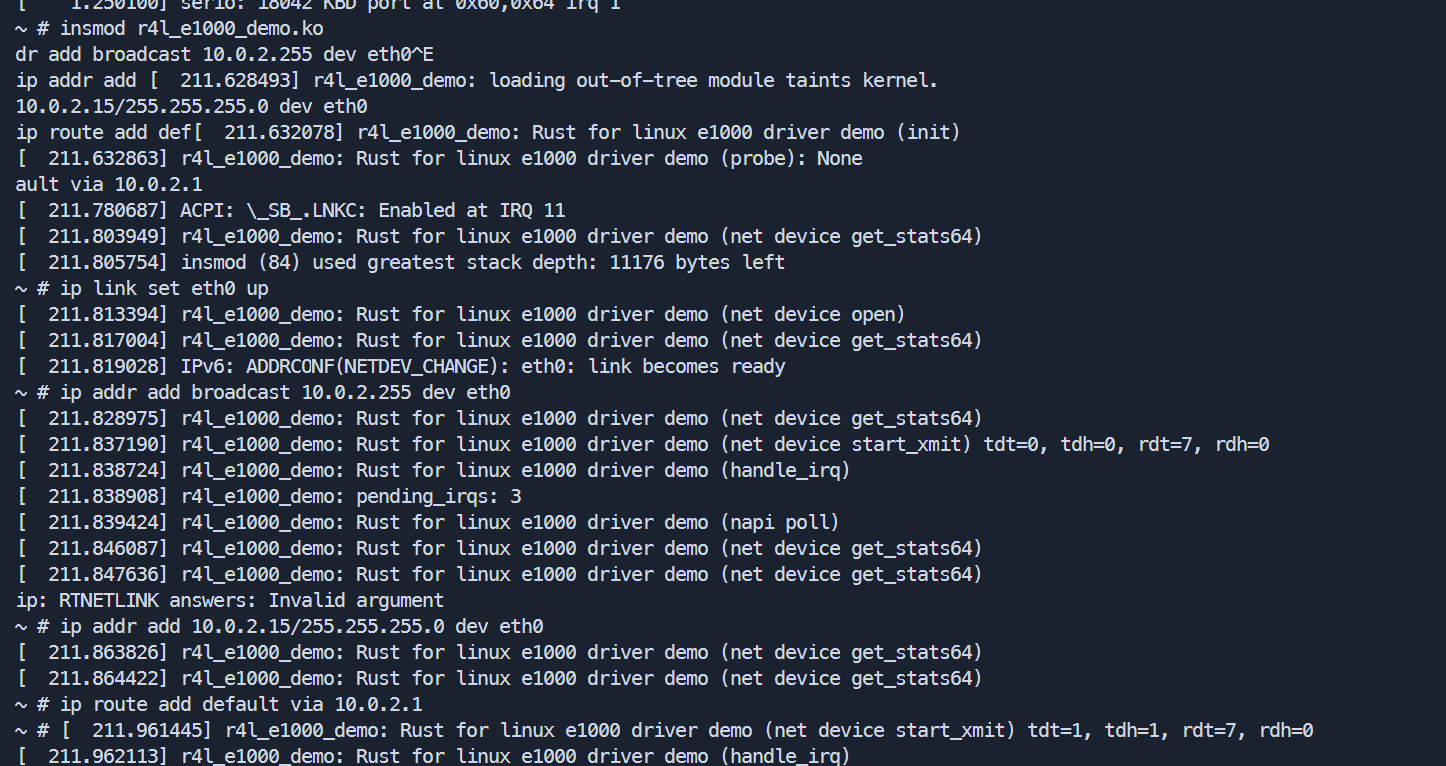 [    1.250100] serio: i8042 KBD port at 0x60,0x64 irq 1
~ # insmod r4l_e1000_demo.ko
dr add broadcast 10.0.2.255 dev eth0^E
ip addr add [  211.628493] r4l_e1000_demo: loading out-of-tree module taints kernel.
10.0.2.15/255.255.255.0 dev eth0
ip route add def[  211.632078] r4l_e1000_demo: Rust for linux e1000 driver demo (init)
[  211.632863] r4l_e1000_demo: Rust for linux e1000 driver demo (probe): None
ault via 10.0.2.1
[  211.780687] ACPI: \_SB_.LNKC: Enabled at IRQ 11
[  211.803949] r4l_e1000_demo: Rust for linux e1000 driver demo (net device get_stats64)
[  211.805754] insmod (84) used greatest stack depth: 11176 bytes left
~ # ip link set eth0 up
[  211.813394] r4l_e1000_demo: Rust for linux e1000 driver demo (net device open)
[  211.817004] r4l_e1000_demo: Rust for linux e1000 driver demo (net device get_stats64)
[  211.819028] IPv6: ADDRCONF(NETDEV_CHANGE): eth0: link becomes ready
~ # ip addr add broadcast 10.0.2.255 dev eth0
[  211.828975] r4l_e1000_demo: Rust for linux e1000 driver demo (net device get_stats64)
[  211.837190] r4l_e1000_demo: Rust for linux e1000 driver demo (net device start_xmit) tdt=0, tdh=0, rdt=7, rdh=0
[  211.838724] r4l_e1000_demo: Rust for linux e1000 driver demo (handle_irq)
[  211.838908] r4l_e1000_demo: pending_irqs: 3
[  211.839424] r4l_e1000_demo: Rust for linux e1000 driver demo (napi poll)
[  211.846087] r4l_e1000_demo: Rust for linux e1000 driver demo (net device get_stats64)
[  211.847636] r4l_e1000_demo: Rust for linux e1000 driver demo (net device get_stats64)
ip: RTNETLINK answers: Invalid argument
~ # ip addr add 10.0.2.15/255.255.255.0 dev eth0
[  211.863826] r4l_e1000_demo: Rust for linux e1000 driver demo (net device get_stats64)
[  211.864422] r4l_e1000_demo: Rust for linux e1000 driver demo (net device get_stats64)
~ # ip route add default via 10.0.2.1
~ # [  211.961445] r4l_e1000_demo: Rust for linux e1000 driver demo (net device start_xmit) tdt=1, tdh=1, rdt=7, rdh=0
[  211.962113] r4l_e1000_demo: Rust for linux e1000 driver demo (handle_irq)